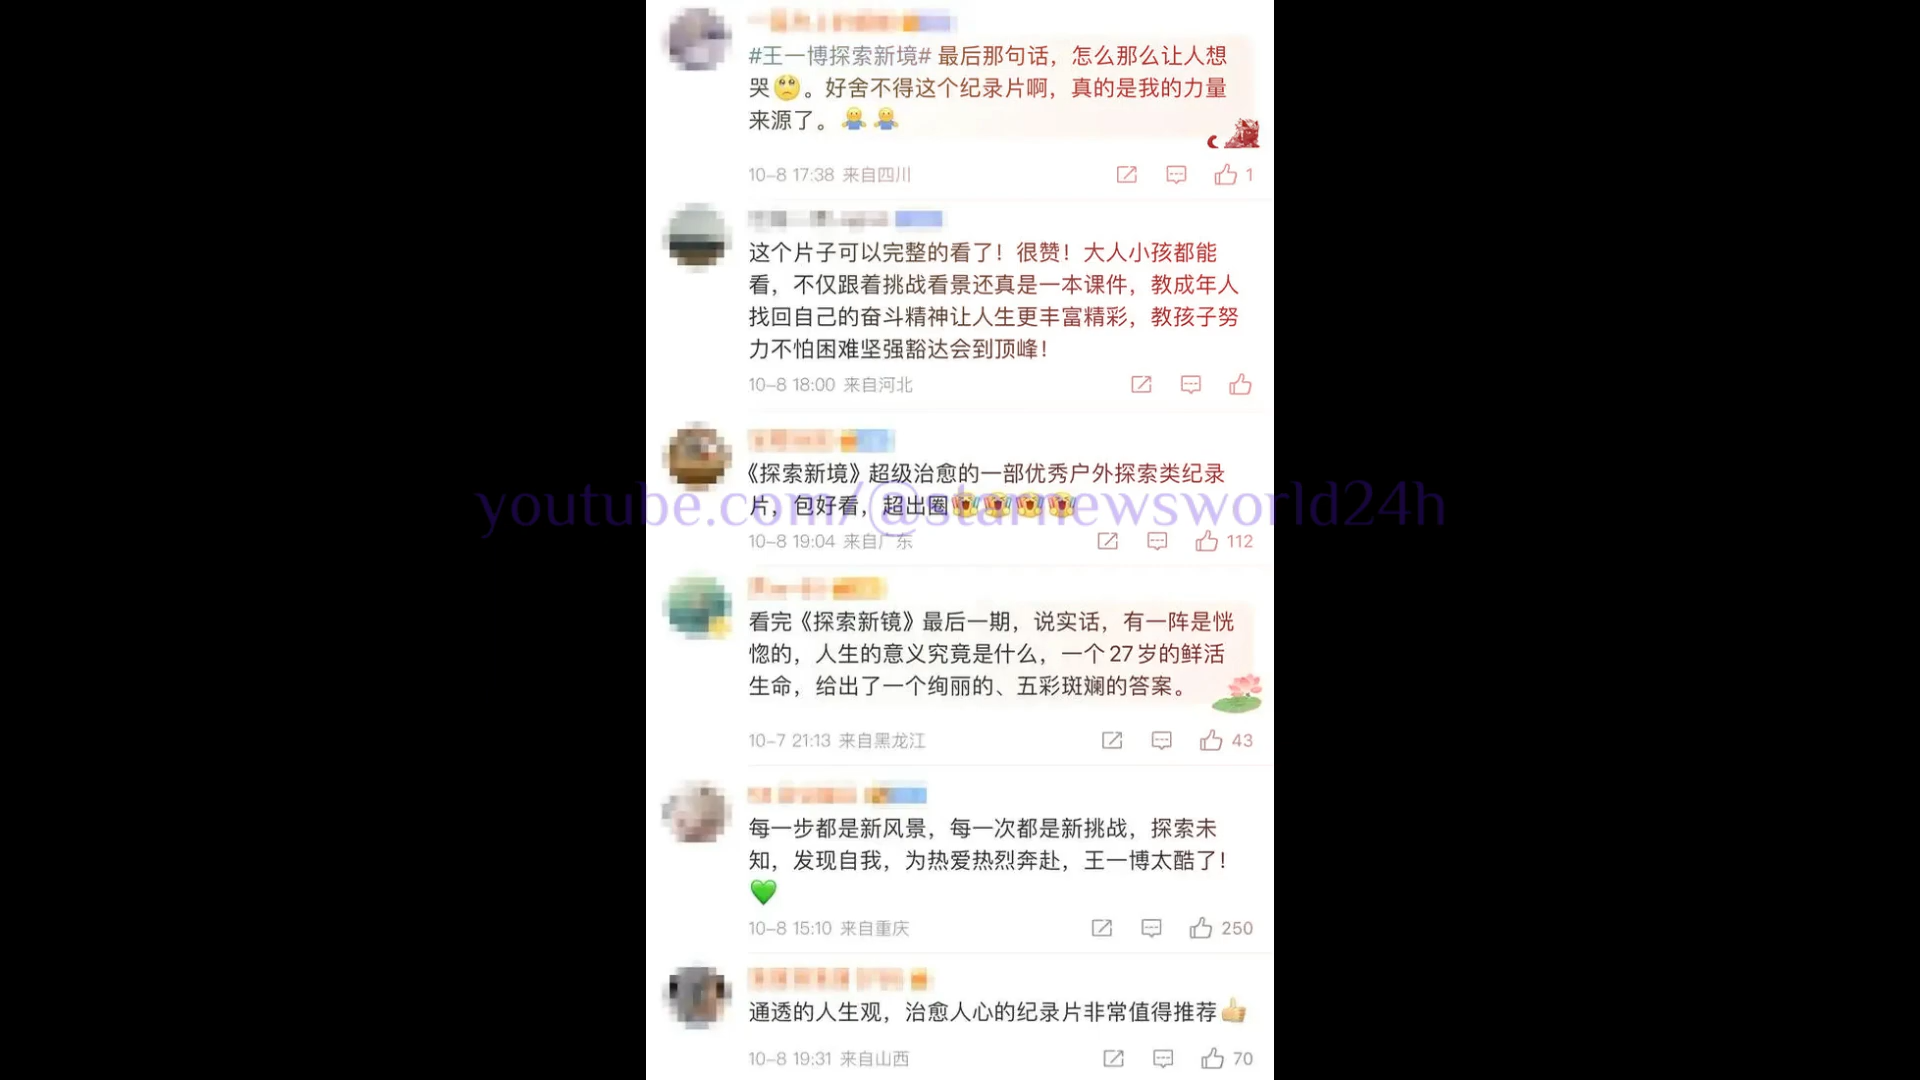 #王一博探索新境# 最后那句话，怎么那么让人想
哭🥺。好舍不得这个纪录片啊，真的是我的力量
来源了。
10-8 17:38 来自四川
1
这个片子可以完整的看了！很赞！大人小孩都能
看，不仅跟着挑战看景还真是一本课件，教成年人
找回自己的奋斗精神让人生更丰富精彩，教孩子努
力不怕困难坚强豁达会到顶峰！
10-8 18:00 来自河北
《探索新境》超级治愈的一部优秀户外探索类纪录
片，包好看，超出圈
youtube.com/@starnewsworld24h
10-8 19:04 来自广东
112
看完《探索新镜》最后一期，说实话，有一阵是恍
惚的，人生的意义究竟是什么，一个27岁的鲜活
生命，给出了一个绚丽的、五彩斑斓的答案。
10-7 21:13 来自黑龙江
43
每一步都是新风景，每一次都是新挑战，探索未
知，发现自我，为热爱热烈奔赴，王一博太酷了！
💚
10-8 15:10 来自重庆
250
通透的人生观，治愈人心的纪录片非常值得推荐👍
10-8 19:31 来自山西
70